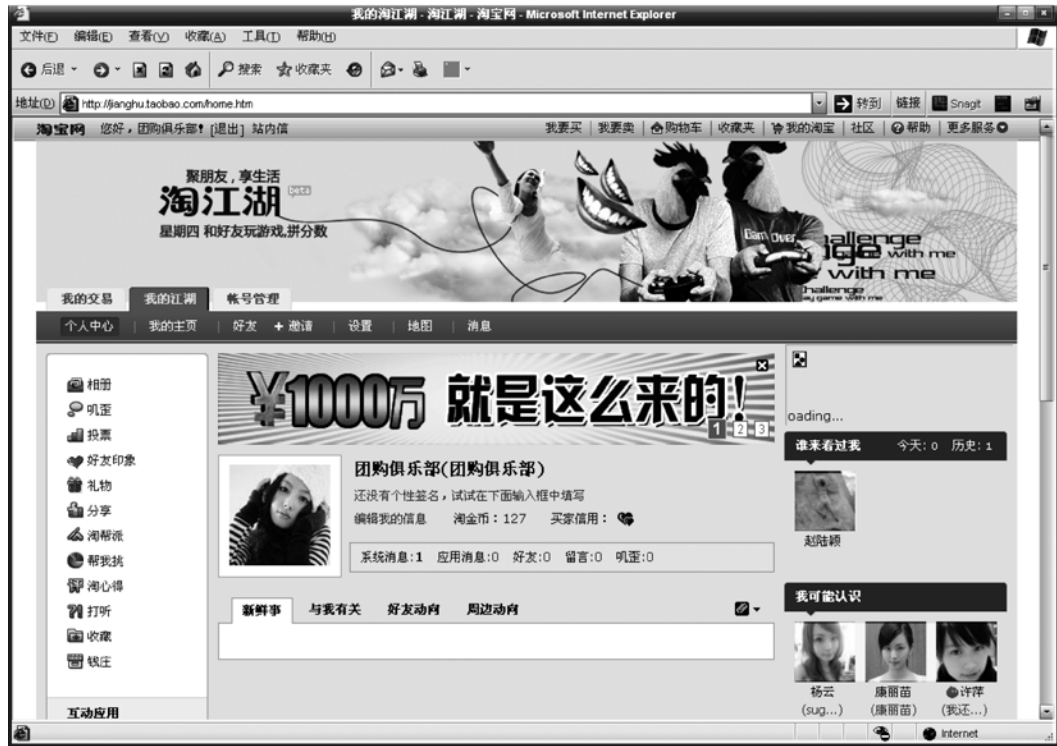 我的淘江湖 - 淘江湖 - 淘宝网 - Microsoft Internet Explorer
文件(F) 编辑(E) 查看(V) 收藏(A) 工具(T) 帮助(H)
后退 搜索 收藏夹
地址(D) http://jianghu.taobao.com/home.htm 转到 链接 Snagit
淘宝网 您好，团购俱乐部! [退出] 站内信 我要买 我要卖 购物车 收藏夹 我的淘宝 社区 帮助 更多服务
聚朋友，享生活
淘江湖 beta
星期四 和好友玩游戏,拼分数
Gam Over
challenge
with me
with me
challenge
ay game with me
我的交易 我的江湖 帐号管理
个人中心 我的主页 好友 + 邀请 设置 地图 消息
相册
叽歪
投票
好友印象
礼物
分享
淘帮派
帮我挑
淘心得
打听
收藏
钱庄
互动应用
¥1000万 就是这么来的!
1 2 3
团购俱乐部(团购俱乐部)
还没有个性签名，试试在下面输入框中填写
编辑我的信息 淘金币：127 买家信用：
系统消息:1 应用消息:0 好友:0 留言:0 叽歪:0
新鲜事 与我有关 好友动向 周边动向
oading...
谁来看过我 今天: 0 历史: 1
赵陆颖
我可能认识
杨云 康丽苗 许萍
(sug...) (康丽苗) (我还...)
Internet